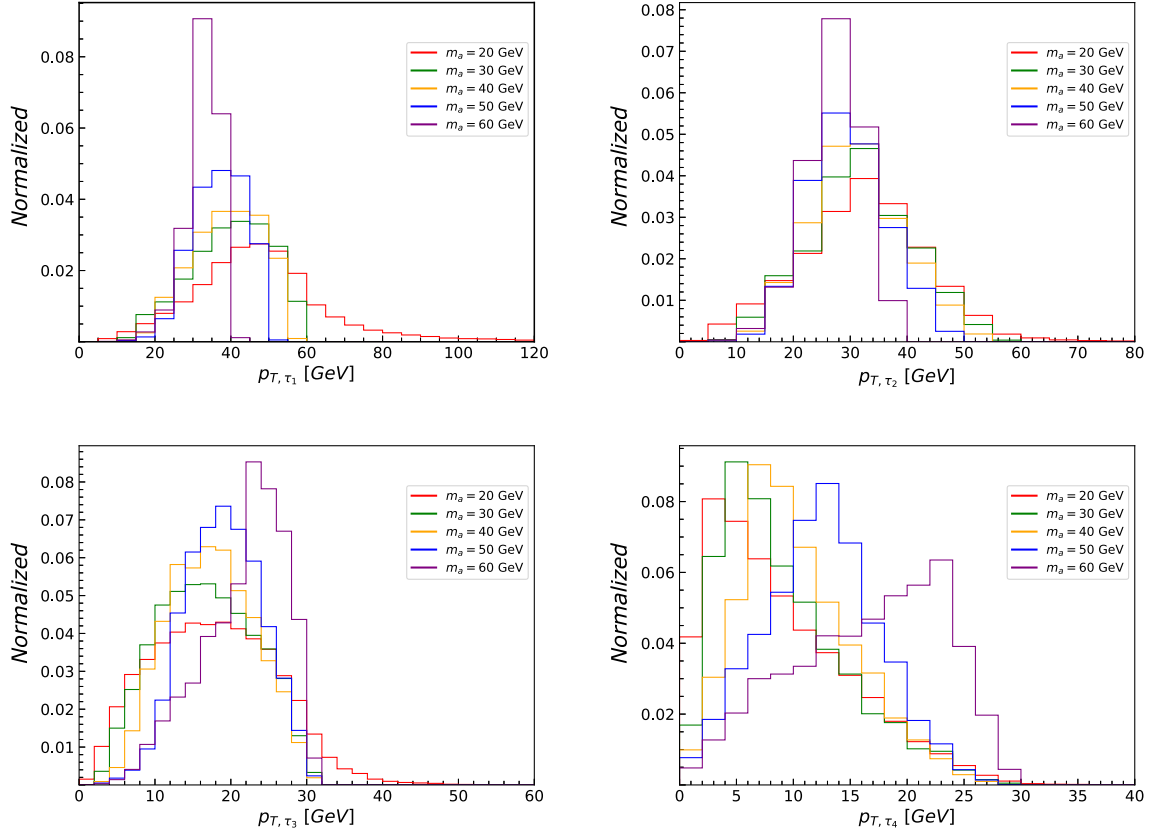 Normalized
0.08
0.06
0.04
0.02
0 20 40 60 80 100 120
p_{T, τ_1} [GeV]
m_a = 20 GeV
m_a = 30 GeV
m_a = 40 GeV
m_a = 50 GeV
m_a = 60 GeV
Normalized
0.08
0.07
0.06
0.05
0.04
0.03
0.02
0.01
0 10 20 30 40 50 60 70 80
p_{T, τ_2} [GeV]
m_a = 20 GeV
m_a = 30 GeV
m_a = 40 GeV
m_a = 50 GeV
m_a = 60 GeV
Normalized
0.08
0.07
0.06
0.05
0.04
0.03
0.02
0.01
0 10 20 30 40 50 60
p_{T, τ_3} [GeV]
m_a = 20 GeV
m_a = 30 GeV
m_a = 40 GeV
m_a = 50 GeV
m_a = 60 GeV
Normalized
0.08
0.06
0.04
0.02
0 5 10 15 20 25 30 35 40
p_{T, τ_4} [GeV]
m_a = 20 GeV
m_a = 30 GeV
m_a = 40 GeV
m_a = 50 GeV
m_a = 60 GeV